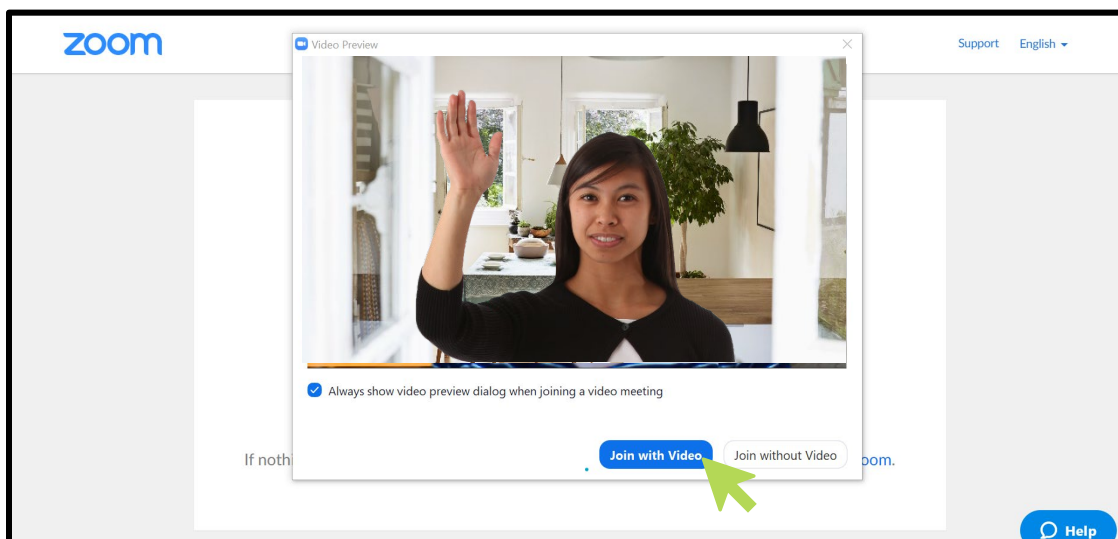 zoom
Support English
Video Preview
Always show video preview dialog when joining a video meeting
Join with Video Join without Video
If noth
oom.
Help